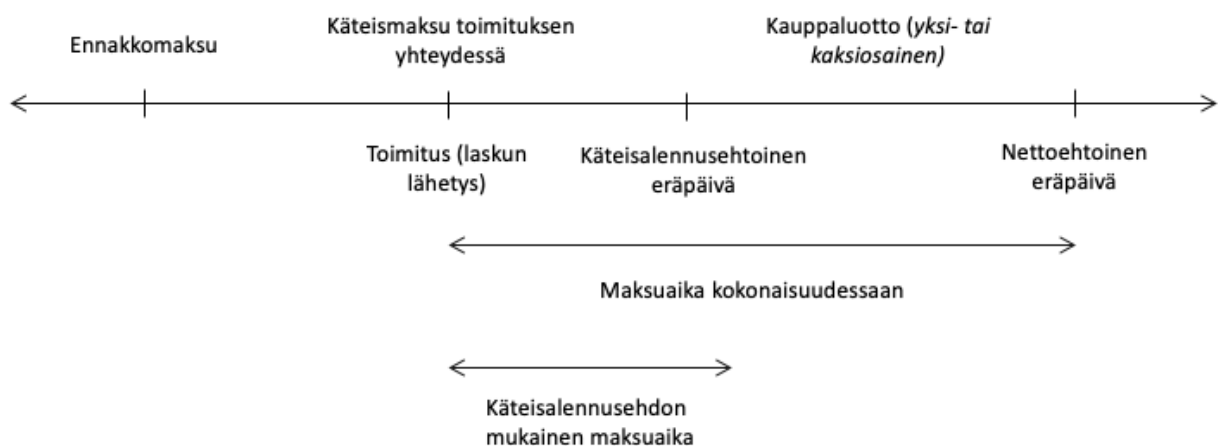 Ennakkomaksu
Käteismaksu toimituksen
yhteydessä
Kauppaluotto (yksi- tai
kaksiosainen)
Toimitus (laskun
lähetys)
Käteisalennusehtoinen
eräpäivä
Nettoehtoinen
eräpäivä
Maksuaika kokonaisuudessaan
Käteisalennusehdon
mukainen maksuaika